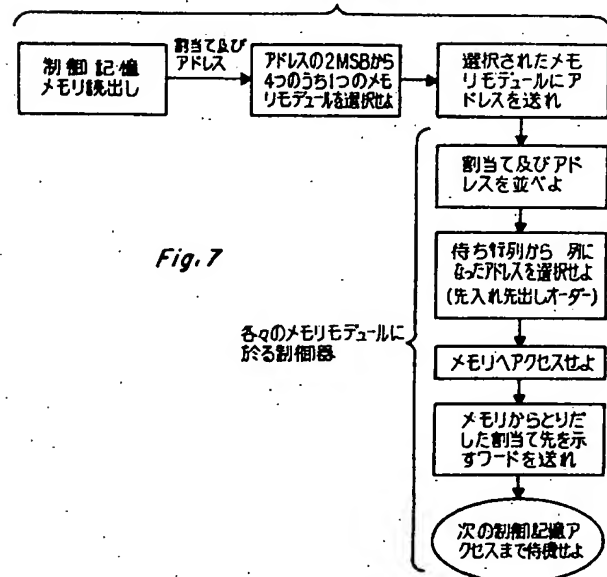 制御記憶
メモリ読出し
割当て及び
アドレス
アドレスの2MSBから
4つのうち1つのメモ
リモデュールを選択せよ
選択されたメモ
リモデュールにア
ドレスを送れ
割当て及びアド
レスを並べよ
待ち行列から 列に
なったアドレスを選択せよ
(先入れ先出しオーダー)
Fig. 7
各々のメモリモデュールに
於る制御器
メモリへアクセスせよ
メモリからとりだ
した割当て先を示
すワードを送れ
次の制御記憶ア
クセスまで待機せよ